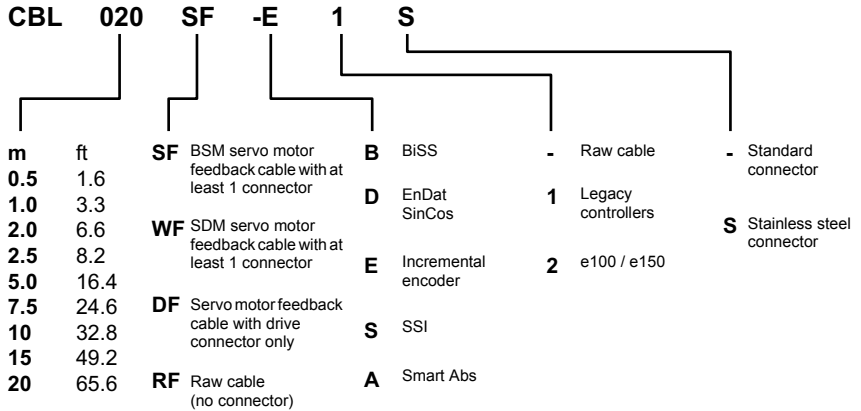 CBL 020 SF -E 1 S
m ft
0.5 1.6
1.0 3.3
2.0 6.6
2.5 8.2
5.0 16.4
7.5 24.6
10 32.8
15 49.2
20 65.6
SF BSM servo motor
feedback cable with at
least 1 connector
WF SDM servo motor
feedback cable with at
least 1 connector
DF Servo motor feedback
cable with drive
connector only
RF Raw cable
(no connector)
B BiSS
D EnDat
SinCos
E Incremental
encoder
S SSI
A Smart Abs
- Raw cable
1 Legacy
controllers
2 e100 / e150
- Standard
connector
S Stainless steel
connector